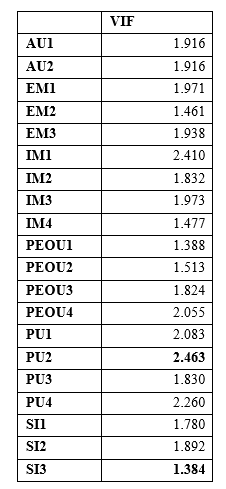 VIF
AU1 1.916
AU2 1.916
EM1 1.971
EM2 1.461
EM3 1.938
IM1 2.410
IM2 1.832
IM3 1.973
IM4 1.477
PEOU1 1.388
PEOU2 1.513
PEOU3 1.824
PEOU4 2.055
PU1 2.083
PU2 2.463
PU3 1.830
PU4 2.260
SI1 1.780
SI2 1.892
SI3 1.384